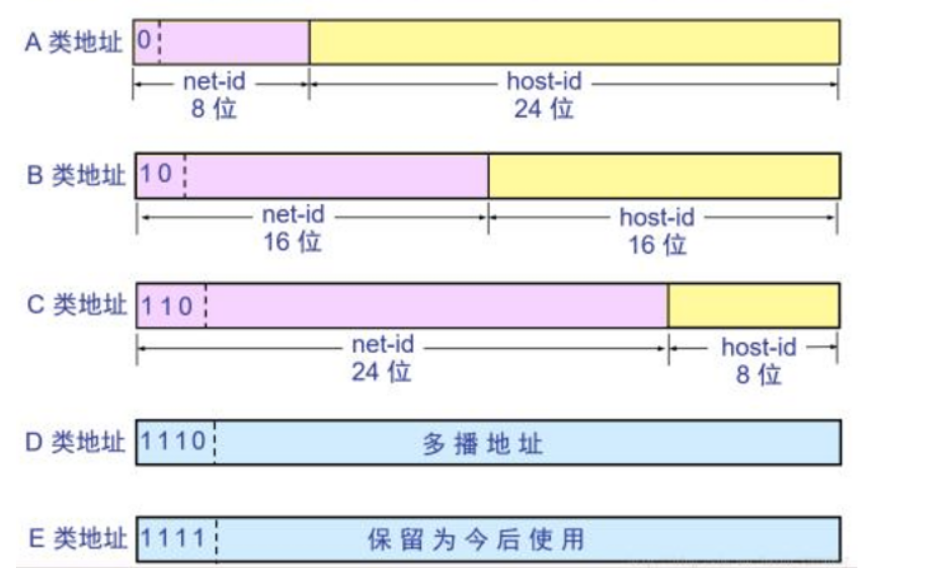 A 类地址 0
net-id host-id
8 位 24 位
B 类地址 10
net-id host-id
16 位 16 位
C 类地址 110
net-id host-id
24 位 8 位
D 类地址 1110 多播地址
E 类地址 1111 保留为今后使用